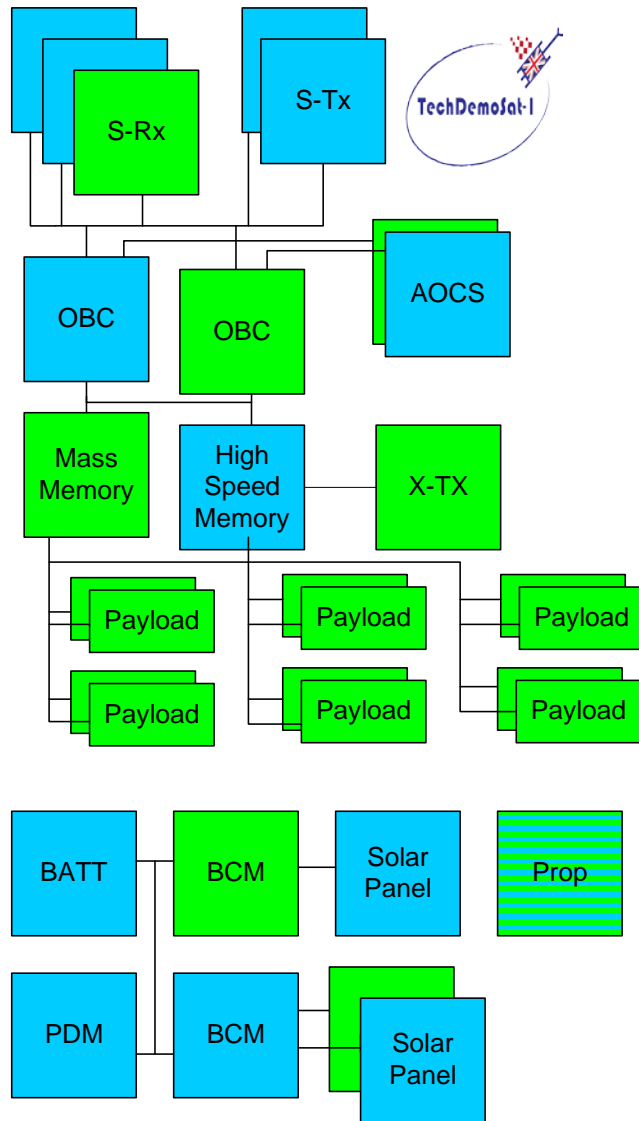 S-Rx
S-Tx
TechDemoSat-1
OBC
OBC
AOCS
Mass
Memory
High
Speed
Memory
X-TX
Payload
Payload
Payload
Payload
Payload
Payload
BATT
BCM
Solar
Panel
Prop
PDM
BCM
Solar
Panel